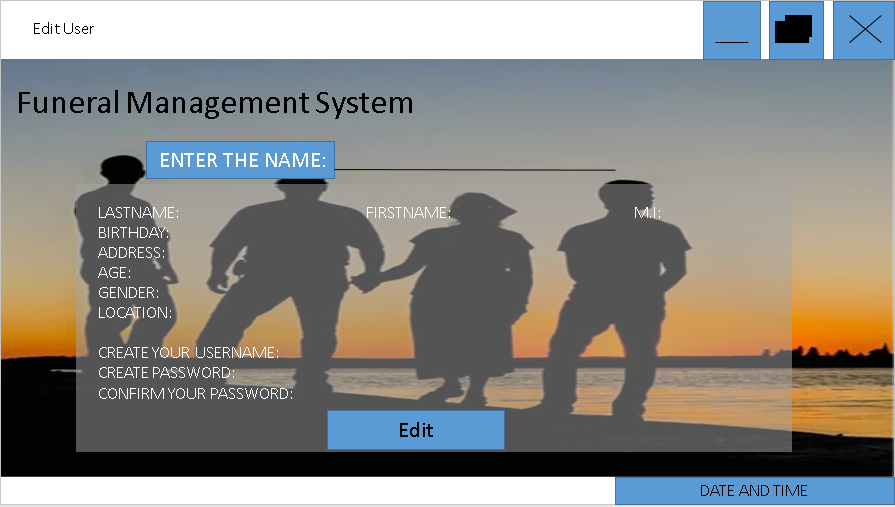 Edit User
Funeral Management System
ENTER THE NAME:
LASTNAME: FIRSTNAME: M.I:
BIRTHDAY:
ADDRESS:
AGE:
GENDER:
LOCATION:
CREATE YOUR USERNAME:
CREATE PASSWORD:
CONFIRM YOUR PASSWORD:
Edit
DATE AND TIME